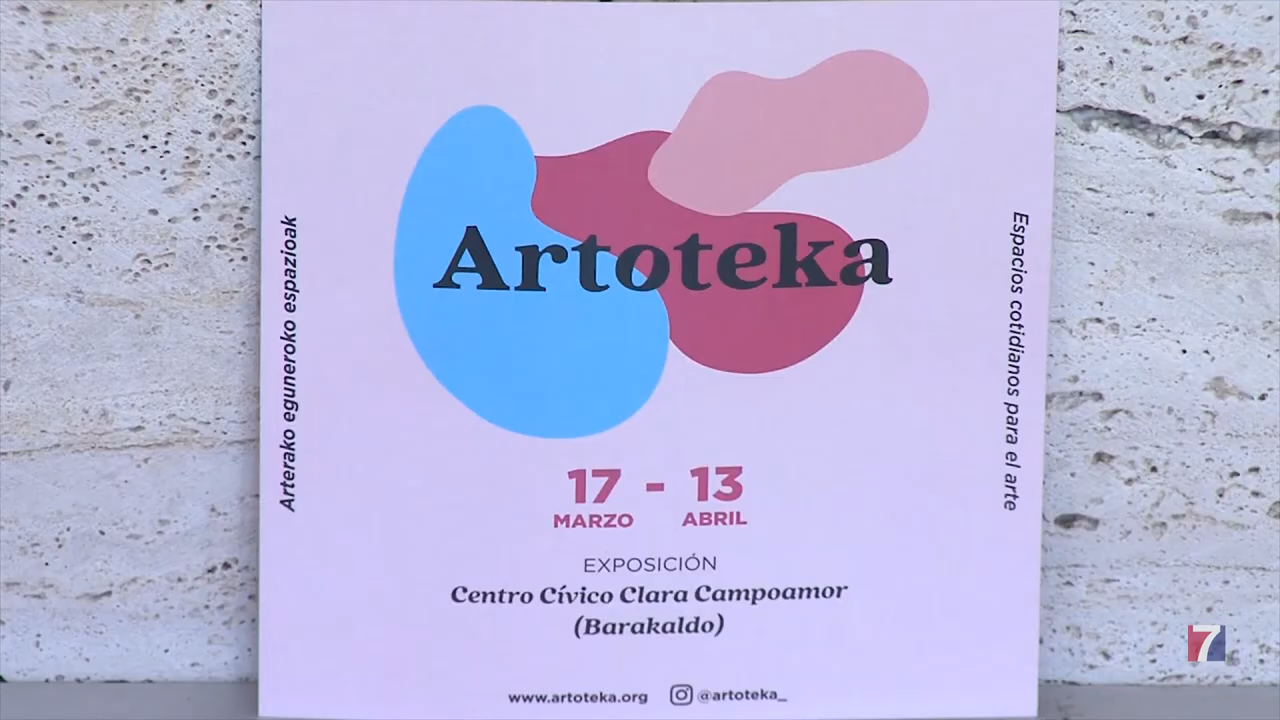 Artoteka
Arterako eguneroko espazioak
Espacios cotidianos para el arte
17 - 13
MARZO ABRIL
EXPOSICIÓN
Centro Cívico Clara Campoamor
(Barakaldo)
www.artoteka.org @artoteka_
7